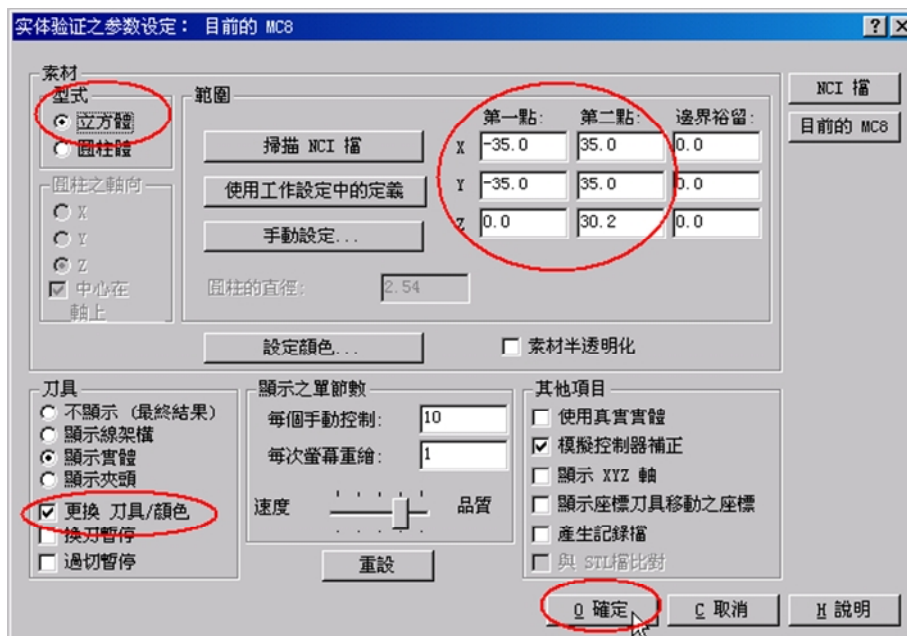 实体验证之参数设定： 目前的 MC8
素材
型式
立方體
圓柱體
圓柱之軸向
X
Y
Z
中心在
軸上
範圍
掃描 NCI 檔
使用工作設定中的定義
手動設定...
圓柱的直徑: 2.54
第一點: 第二點: 邊界裕留:
X -35.0 35.0 0.0
Y -35.0 35.0 0.0
Z 0.0 30.2 0.0
設定顏色...
素材半透明化
NCI 檔
目前的 MC8
刀具
不顯示 (最終結果)
顯示線架構
顯示實體
顯示夾頭
更換 刀具/顏色
換刀暫停
過切暫停
顯示之單節數
每個手動控制: 10
每次螢幕重繪: 1
速度 品質
重設
其他項目
使用真實實體
模擬控制器補正
顯示 XYZ 軸
顯示座標刀具移動之座標
產生記錄檔
與 STL檔比對
O 確定
C 取消
H 說明